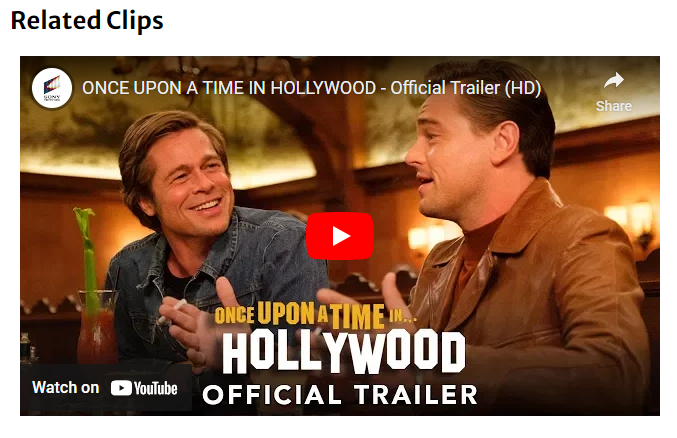 Related Clips
ONCE UPON A TIME IN HOLLYWOOD - Official Trailer (HD)
Share
ONCE UPON A TIME IN...
HOLLYWOOD
OFFICIAL TRAILER
Watch on YouTube